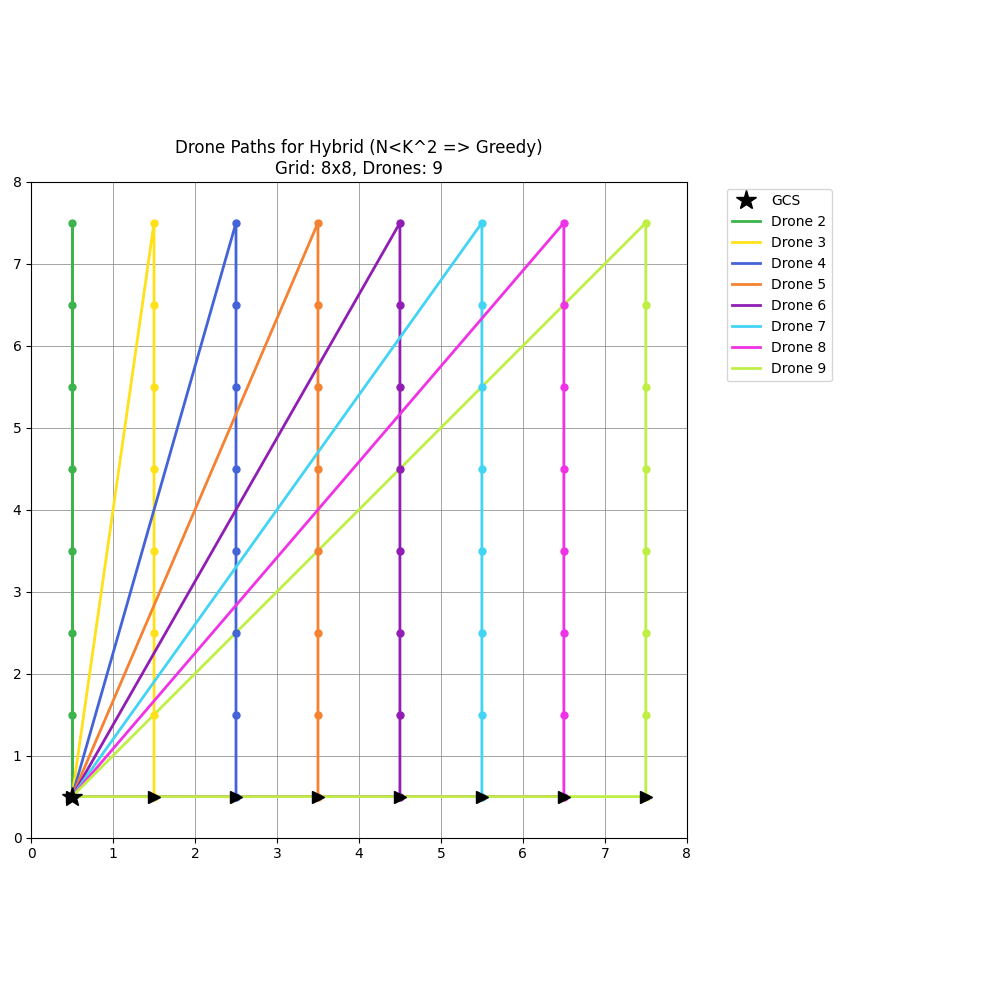 Drone Paths for Hybrid (N<K^2 => Greedy)
Grid: 8x8, Drones: 9
8
7
6
5
4
3
2
1
0
0 1 2 3 4 5 6 7 8
GCS
Drone 2
Drone 3
Drone 4
Drone 5
Drone 6
Drone 7
Drone 8
Drone 9